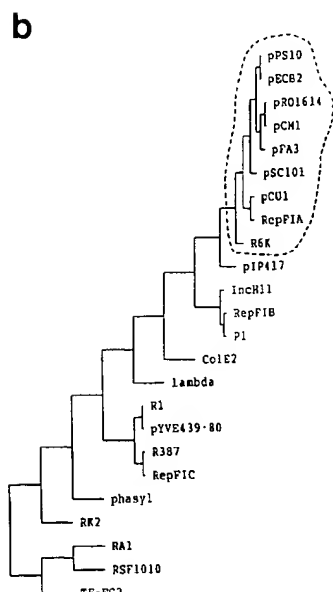 b
pPS10
pECB2
pRO1614
pCM1
pFA3
pSC101
pCU1
RepFIA
R6K
pIP417
IncHI1
RepFIB
P1
ColE2
lambda
R1
pYVE439-80
R387
RepFIC
phasyl
RK2
RA1
RSF1010